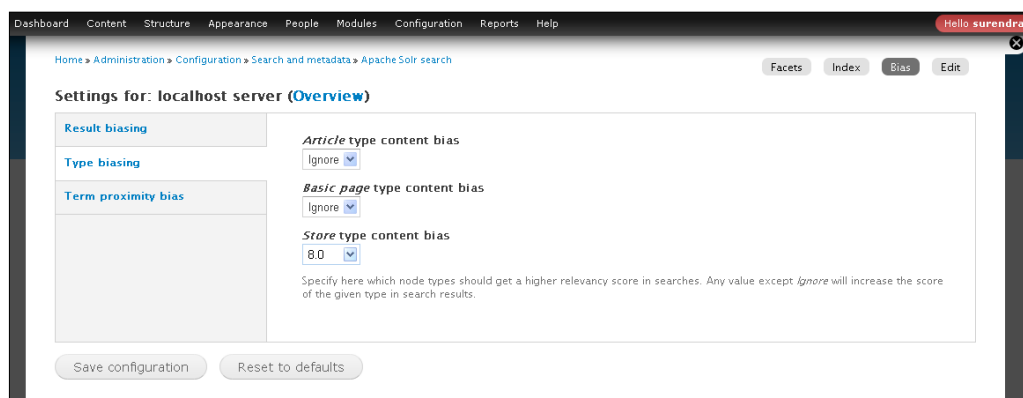 Dashboard Content Structure Appearance People Modules Configuration Reports Help Hello surendra
Home » Administration » Configuration » Search and metadata » Apache Solr search
Facets Index Bias Edit
Settings for: localhost server (Overview)
Result biasing
Type biasing
Term proximity bias
Article type content bias
Ignore
Basic page type content bias
Ignore
Store type content bias
8.0
Specify here which node types should get a higher relevancy score in searches. Any value except Ignore will increase the score
of the given type in search results.
Save configuration Reset to defaults